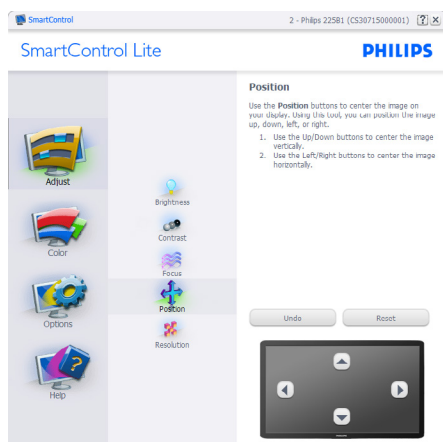 SmartControl
2 - Philips 225B1 (CS30715000001)
SmartControl Lite
PHILIPS
Adjust
Color
Options
Help
Brightness
Contrast
Focus
Position
Resolution
Position
Use the Position buttons to center the image on
your display. Using this tool, you can position the image
up, down, left, or right.
1. Use the Up/Down buttons to center the image
vertically.
2. Use the Left/Right buttons to center the image
horizontally.
Undo
Reset